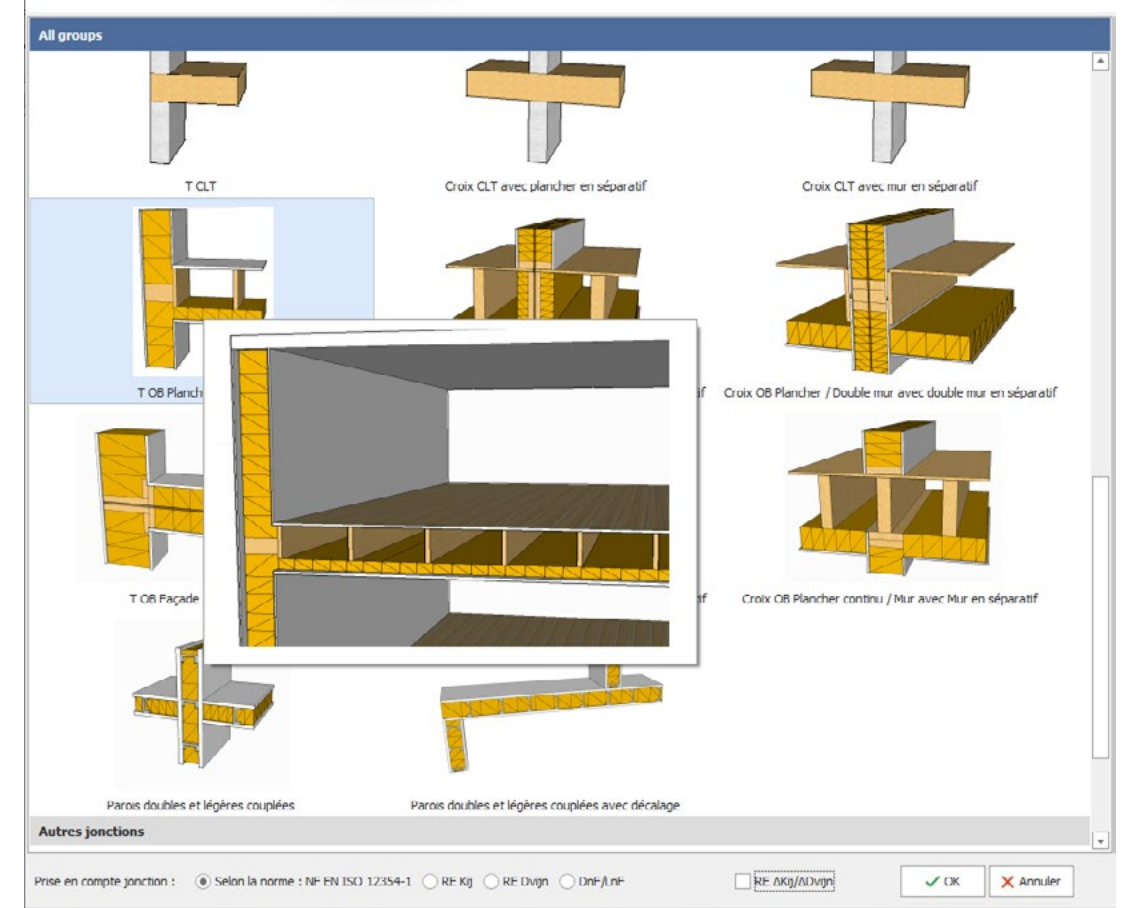 All groups
T CLT
Croix CLT avec plancher en séparatif
Croix CLT avec mur en séparatif
T OB Planch
if
Croix OB Plancher / Double mur avec double mur en séparatif
T OB Façade
if
Croix OB Plancher continu / Mur avec Mur en séparatif
Parois doubles et légères couplées
Parois doubles et légères couplées avec décalage
Autres jonctions
Prise en compte jonction :
Selon la norme : NF EN ISO 12354-1
RE Kij
RE Dvijn
DnF/LnF
RE ΔKij/ΔDvijn
OK
Annuler